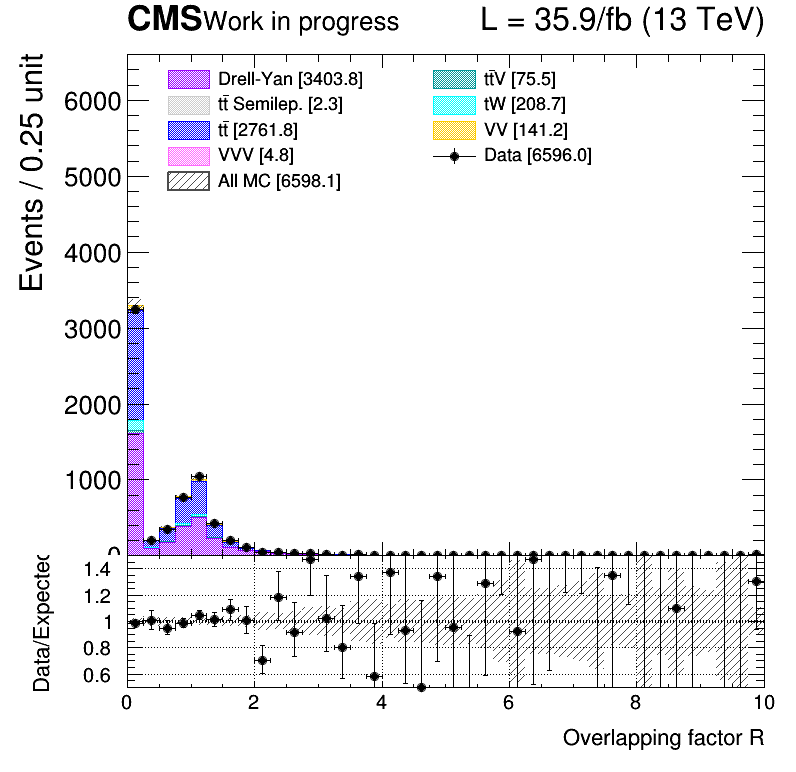 CMS Work in progress L = 35.9/fb (13 TeV)
Events / 0.25 unit
6000
5000
4000
3000
2000
1000
0
Drell-Yan [3403.8]
tt̄ Semilep. [2.3]
tt̄ [2761.8]
VVV [4.8]
All MC [6598.1]
tt̄V [75.5]
tW [208.7]
VV [141.2]
Data [6596.0]
Data/Expected
1.4
1.2
1
0.8
0.6
0 2 4 6 8 10
Overlapping factor R